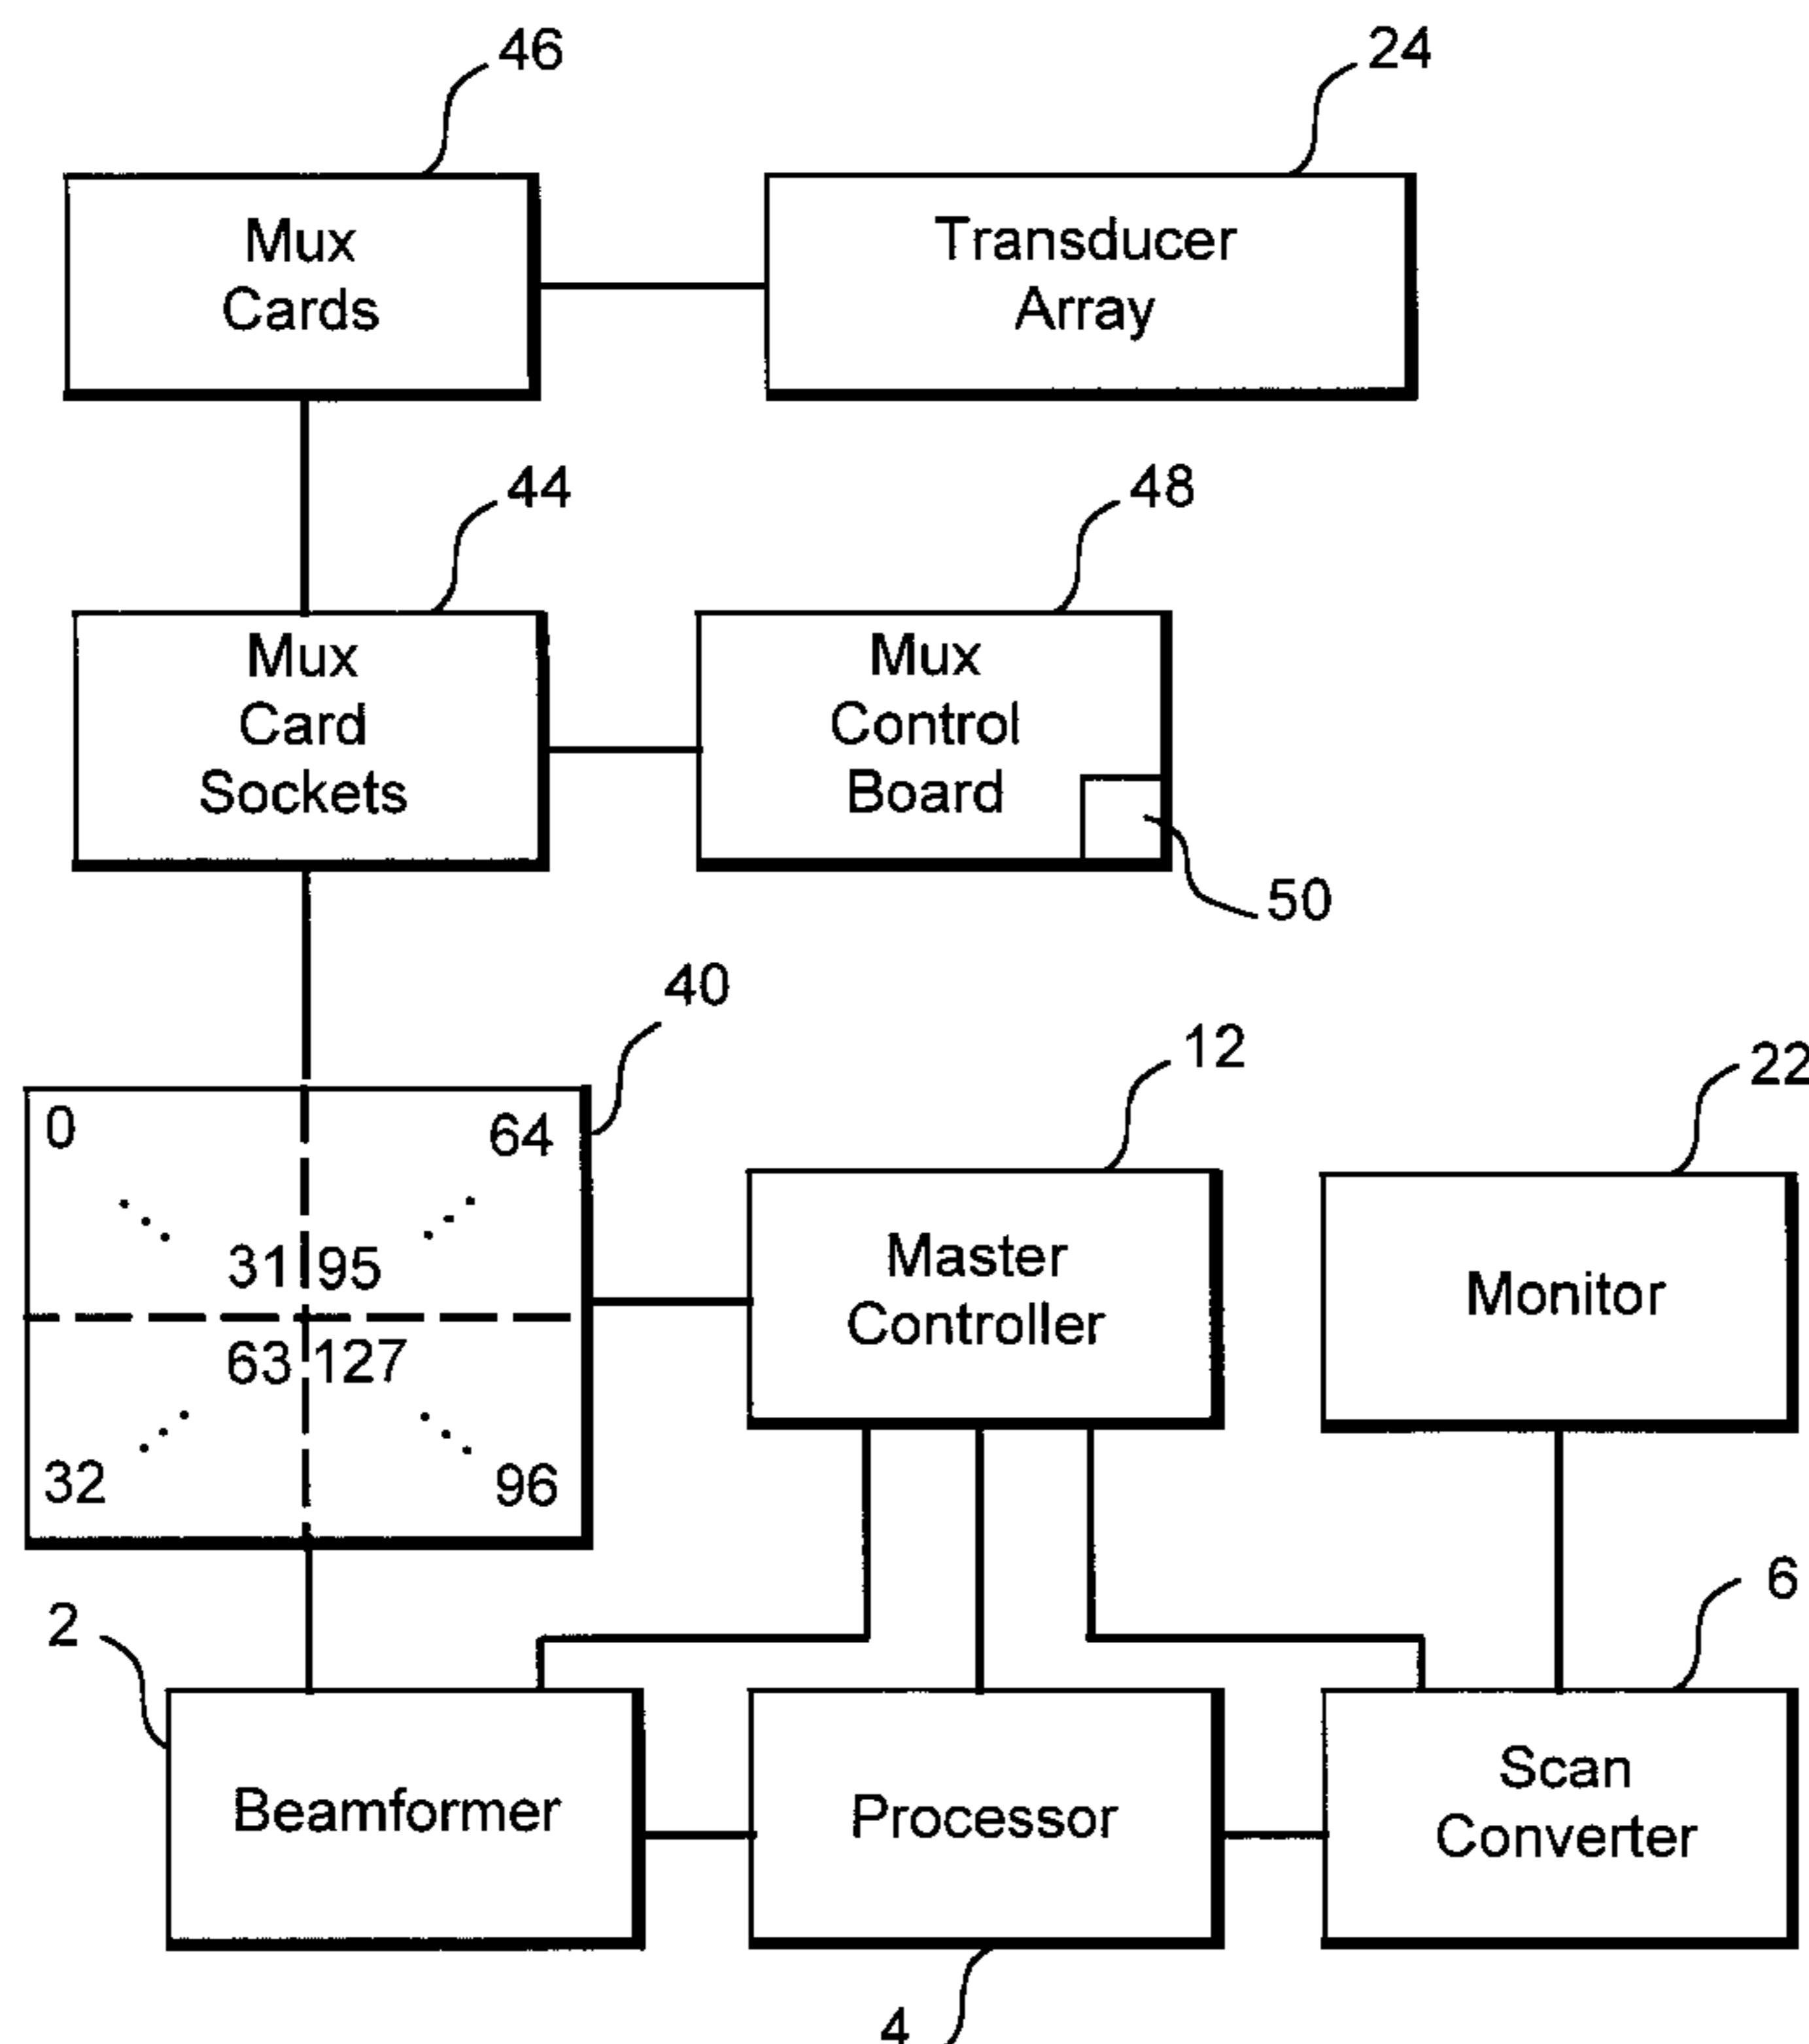 46
24
Mux
Cards
Transducer
Array
44
48
Mux
Card
Sockets
Mux
Control
Board
50
40
12
22
0
64
31
95
63
127
32
96
Master
Controller
Monitor
2
6
Beamformer
Processor
Scan
Converter
4